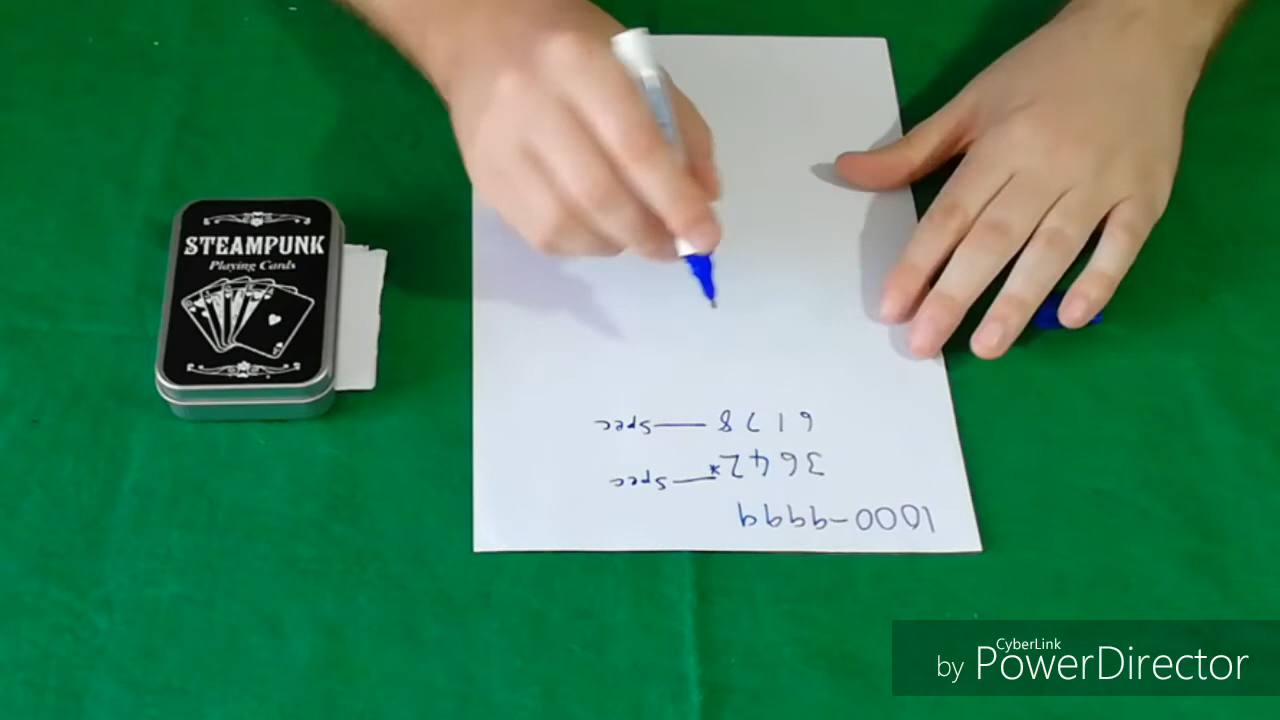 STEAMPUNK
Playing Cards
1000-9999
3642* — Spec
6178 — Spec
CyberLink
by PowerDirector